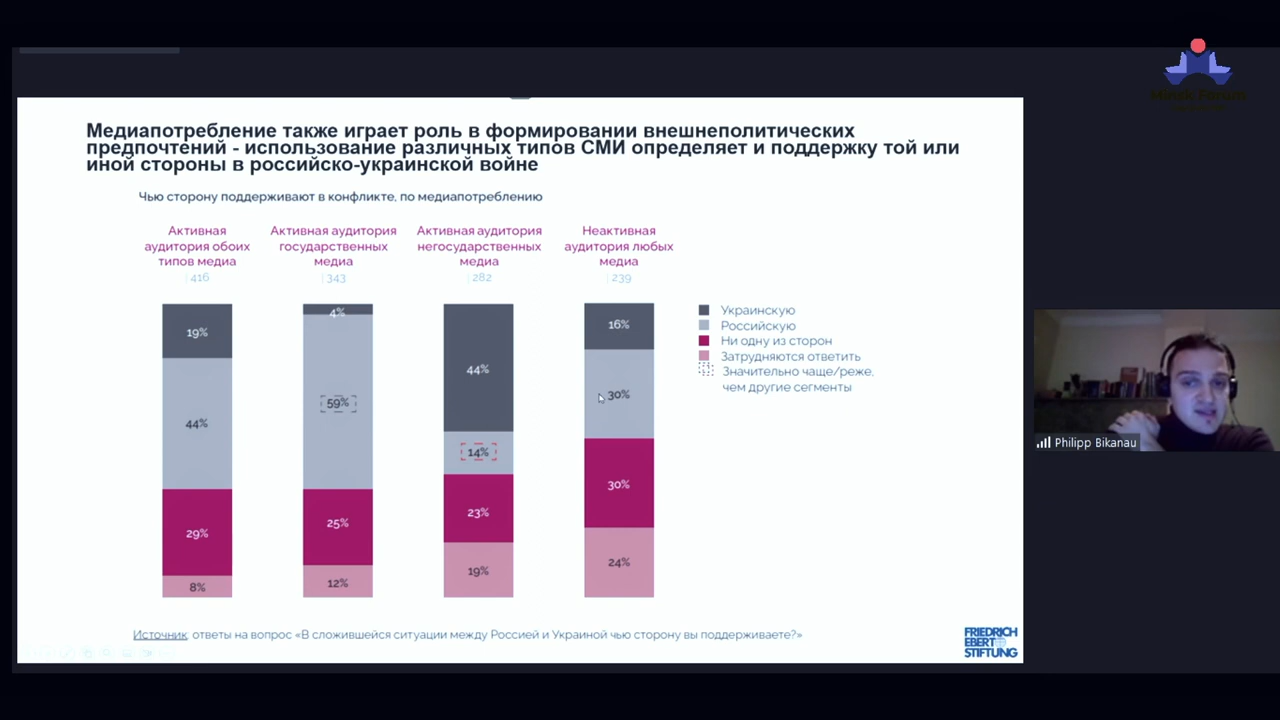 Медиапотребление также играет роль в формировании внешнеполитических
предпочтений - использование различных типов СМИ определяет и поддержку той или
иной стороны в российско-украинской войне
Чью сторону поддерживают в конфликте, по медиапотреблению
Активная
аудитория обоих
типов медиа
416
Активная аудитория
государственных
медиа
343
Активная аудитория
негосударственных
медиа
282
Неактивная
аудитория любых
медиа
239
19%
44%
29%
8%
4%
59%
25%
12%
44%
14%
23%
19%
16%
30%
30%
24%
Украинскую
Российскую
Ни одну из сторон
Затрудняются ответить
Значительно чаще/реже,
чем другие сегменты
Источник: ответы на вопрос «В сложившейся ситуации между Россией и Украиной чью сторону вы поддерживаете?»
FRIEDRICH
EBERT
STIFTUNG
Philipp Bikanau
Minsk Forum